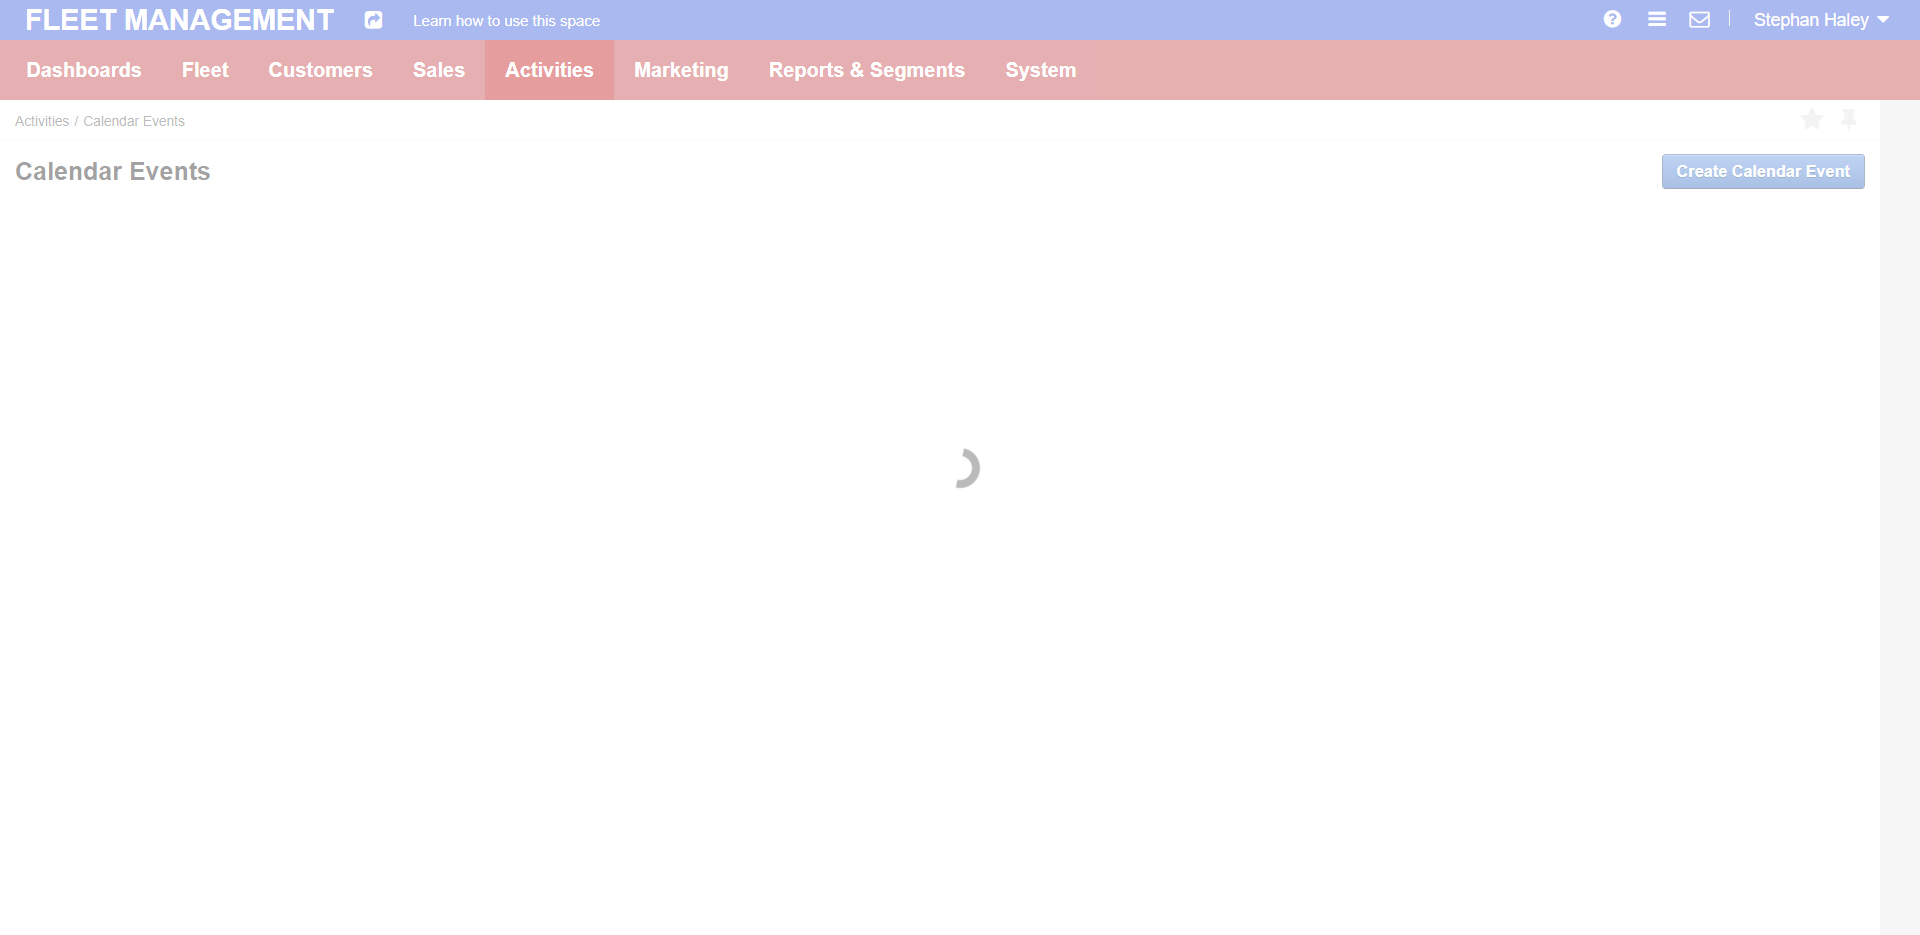 FLEET MANAGEMENT Learn how to use this space Stephan Haley
Dashboards Fleet Customers Sales Activities Marketing Reports & Segments System
Activities / Calendar Events
Calendar Events Create Calendar Event